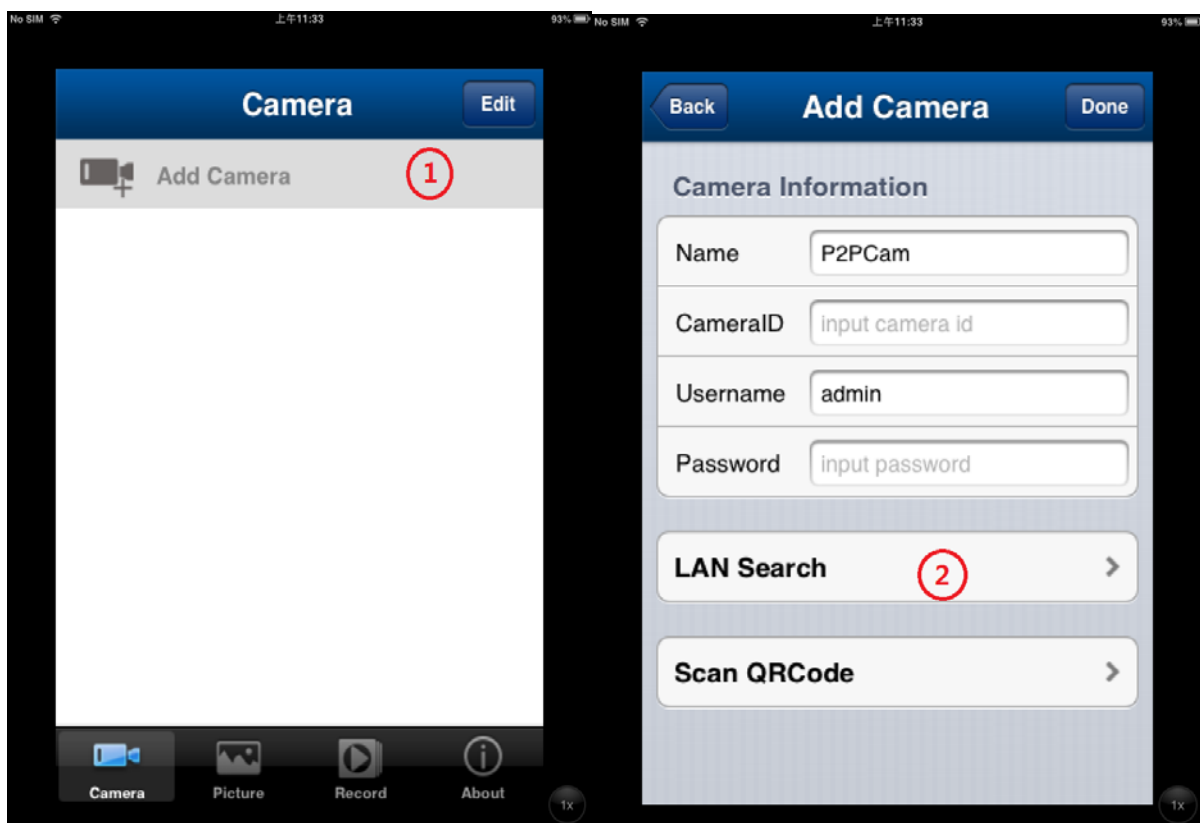 No SIM 上午11:33 93%
Camera Edit
Add Camera 1
Camera Picture Record About
1x
No SIM 上午11:33 93%
Back Add Camera Done
Camera Information
Name P2PCam
CameraID input camera id
Username admin
Password input password
LAN Search 2
Scan QRCode
1x